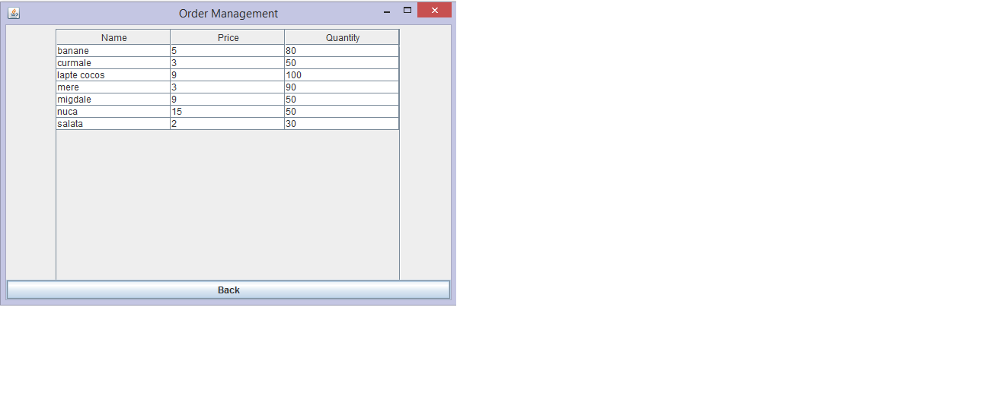 Order Management
Name Price Quantity
banane 5 80
curmale 3 50
lapte cocos 9 100
mere 3 90
migdale 9 50
nuca 15 50
salata 2 30
Back